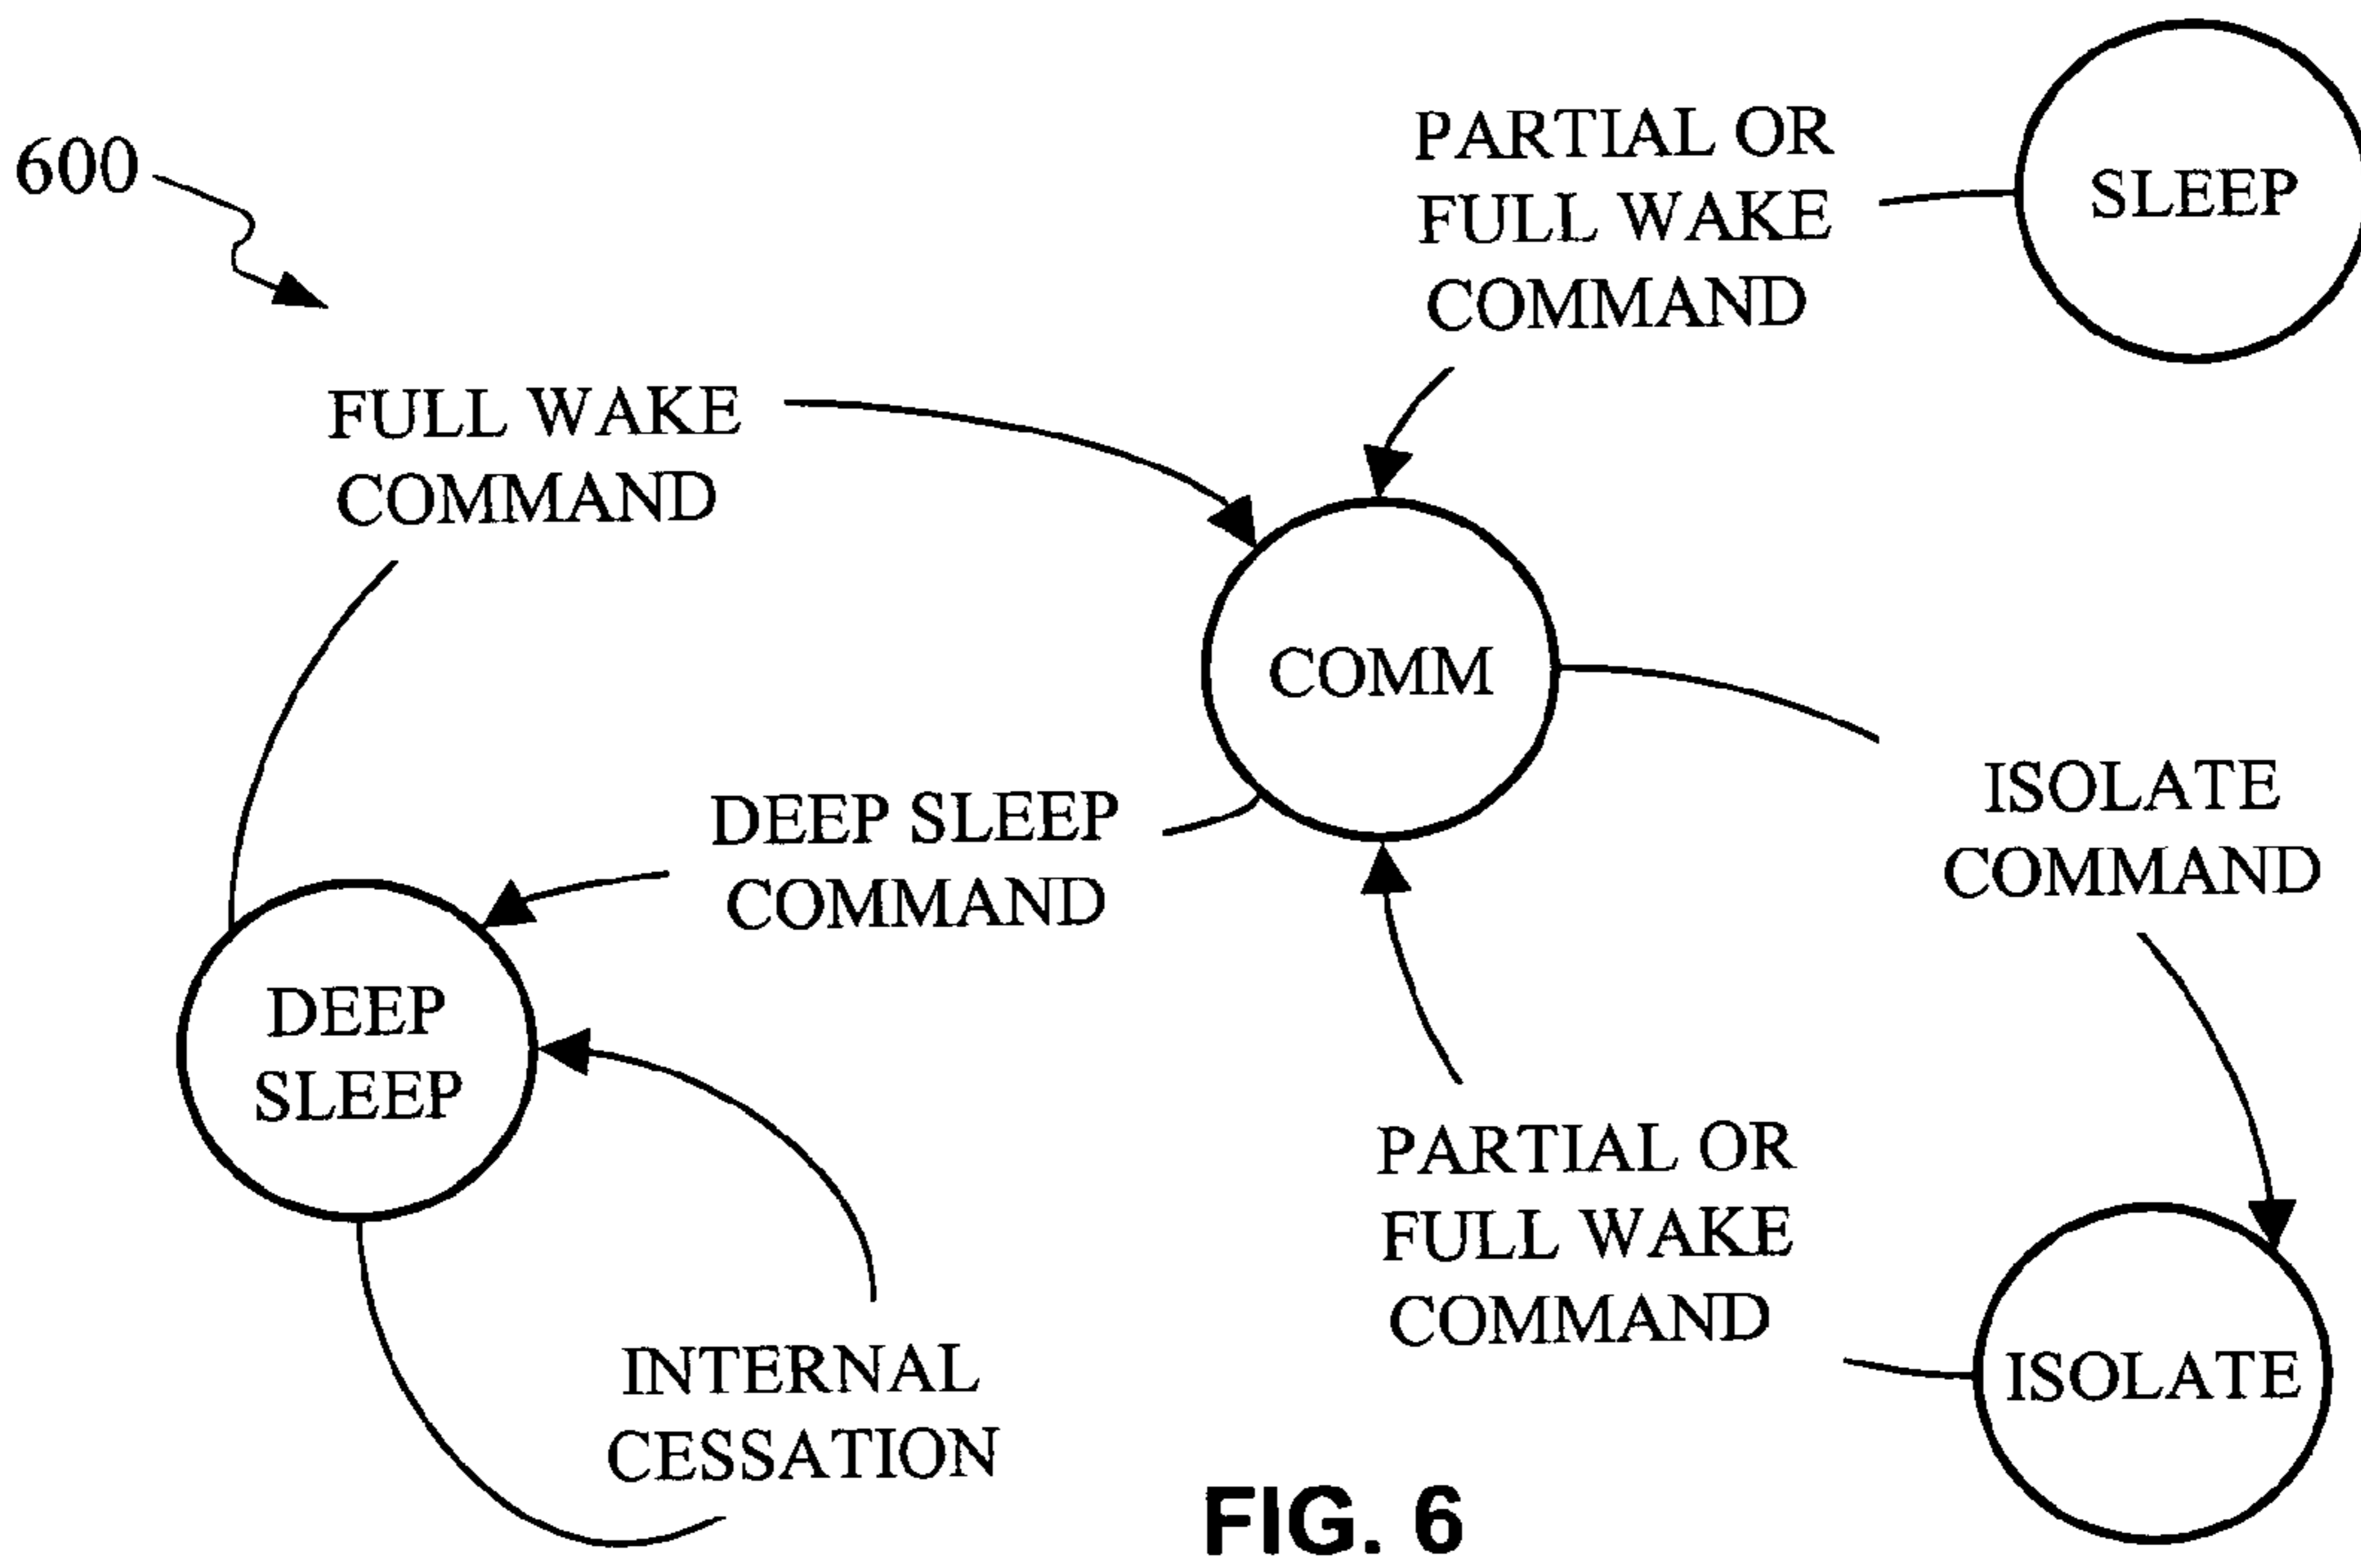 600
PARTIAL OR
FULL WAKE
COMMAND
SLEEP
FULL WAKE
COMMAND
COMM
DEEP SLEEP
COMMAND
ISOLATE
COMMAND
DEEP
SLEEP
PARTIAL OR
FULL WAKE
COMMAND
INTERNAL
CESSATION
ISOLATE
FIG. 6